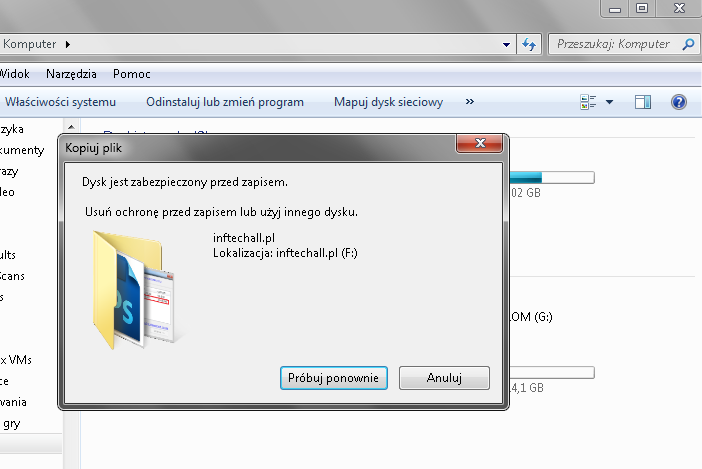 Komputer
Przeszukaj: Komputer
Widok Narzędzia Pomoc
Właściwości systemu Odinstaluj lub zmień program Mapuj dysk sieciowy »
zyka
kumenty
razy
deo
ults
Scans
s
x VMs
ce
wania
gry
Kopiuj plik
Dysk jest zabezpieczony przed zapisem.
Usuń ochronę przed zapisem lub użyj innego dysku.
inftechall.pl
Lokalizacja: inftechall.pl (F:)
Próbuj ponownie Anuluj
02 GB
OM (G:)
4,1 GB